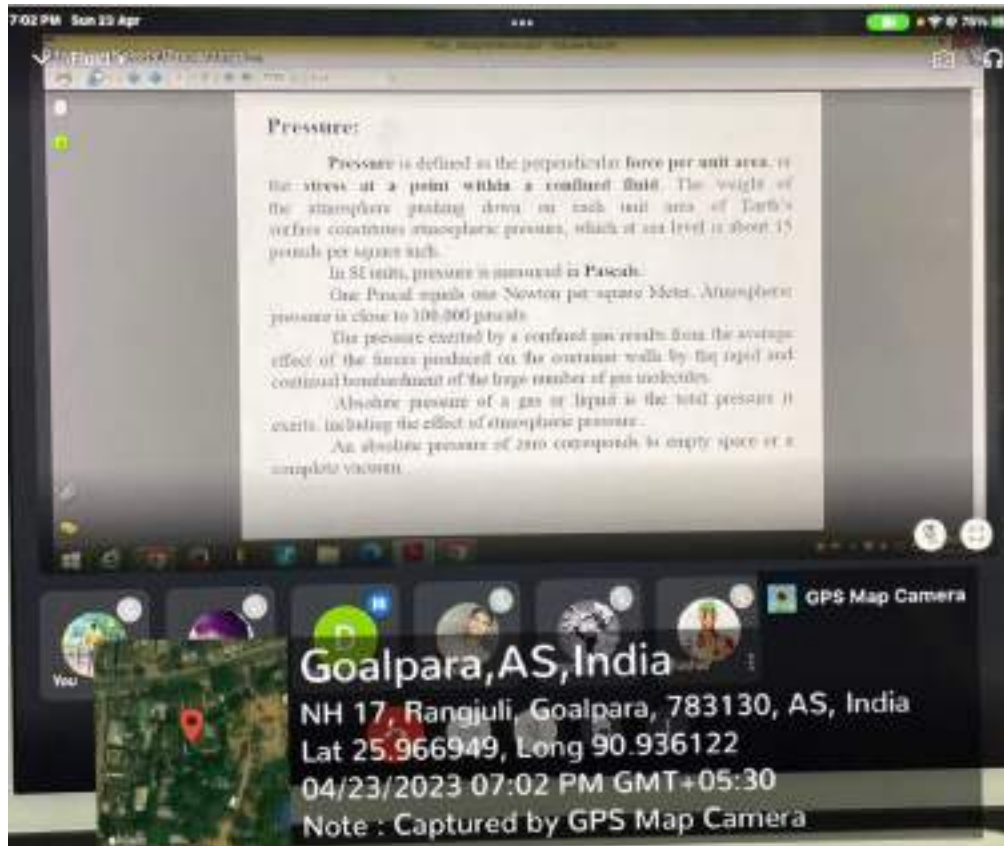 7:02 PM Sun 23 Apr
Pressure:
Pressure is defined as the perpendicular force per unit area, or
the stress at a point within a confined fluid. The weight of
the atmosphere pushing down on each unit area of Earth's
surface constitutes atmospheric pressure, which at sea level is about 15
pounds per square inch.
In SI units, pressure is measured in Pascals.
One Pascal equals one Newton per square Meter. Atmospheric
pressure is close to 100,000 pascals
The pressure exerted by a confined gas results from the average
effect of the forces produced on the container walls by the rapid and
continual bombardment of the huge number of gas molecules.
Absolute pressure of a gas or liquid is the total pressure it
exerts, including the effect of atmospheric pressure.
An absolute pressure of zero corresponds to empty space or a
complete vacuum.
D
You
GPS Map Camera
Goalpara,AS,India
NH 17, Rangjuli, Goalpara, 783130, AS, India
Lat 25.966949, Long 90.936122
04/23/2023 07:02 PM GMT+05:30
Note : Captured by GPS Map Camera